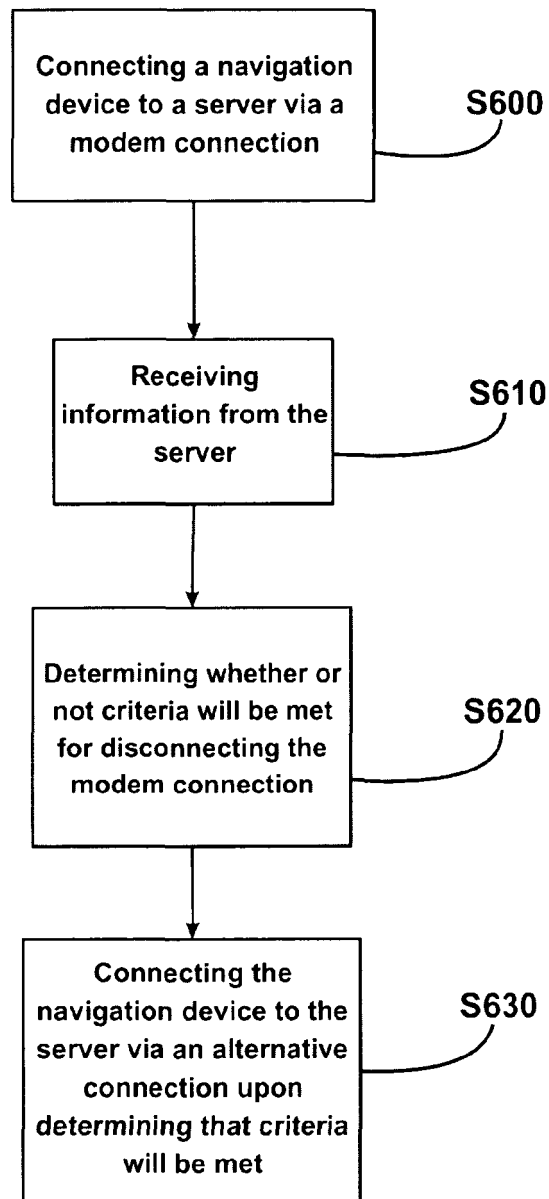 Connecting a navigation
device to a server via a
modem connection
S600
Receiving
information from the
server
S610
Determining whether or
not criteria will be met
for disconnecting the
modem connection
S620
Connecting the
navigation device to the
server via an alternative
connection upon
determining that criteria
will be met
S630